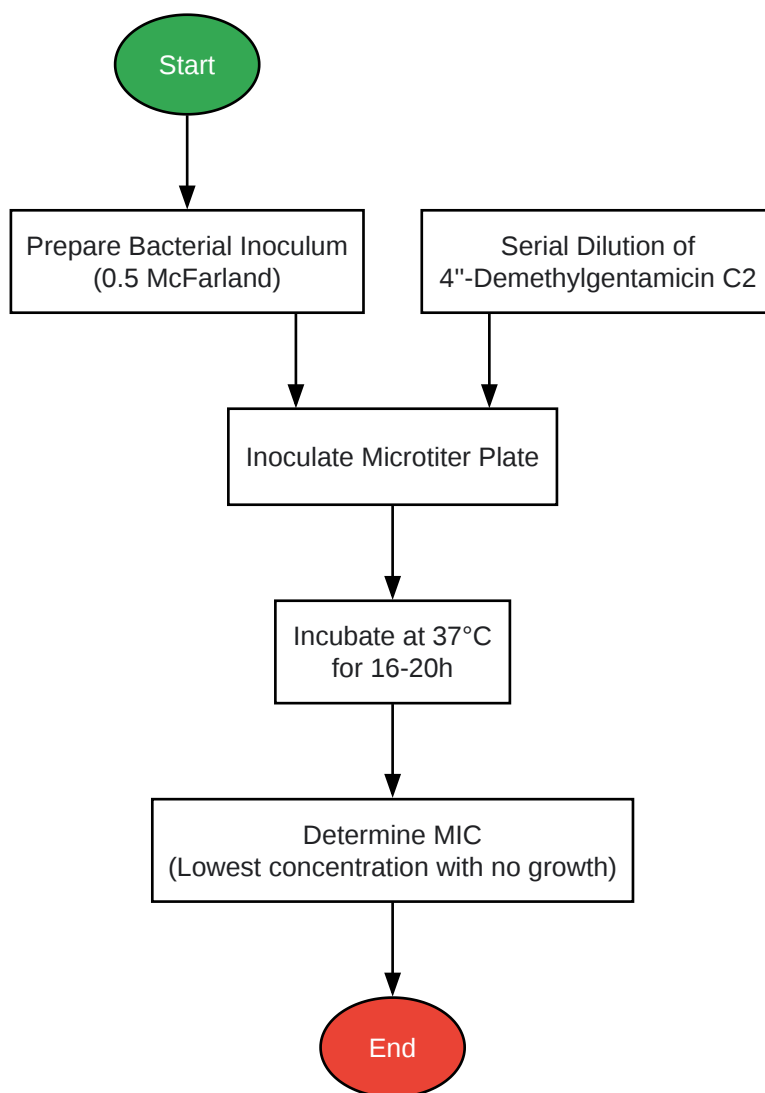 Start
Prepare Bacterial Inoculum
(0.5 McFarland)
Serial Dilution of
4"-Demethylgentamicin C2
Inoculate Microtiter Plate
Incubate at 37°C
for 16-20h
Determine MIC
(Lowest concentration with no growth)
End